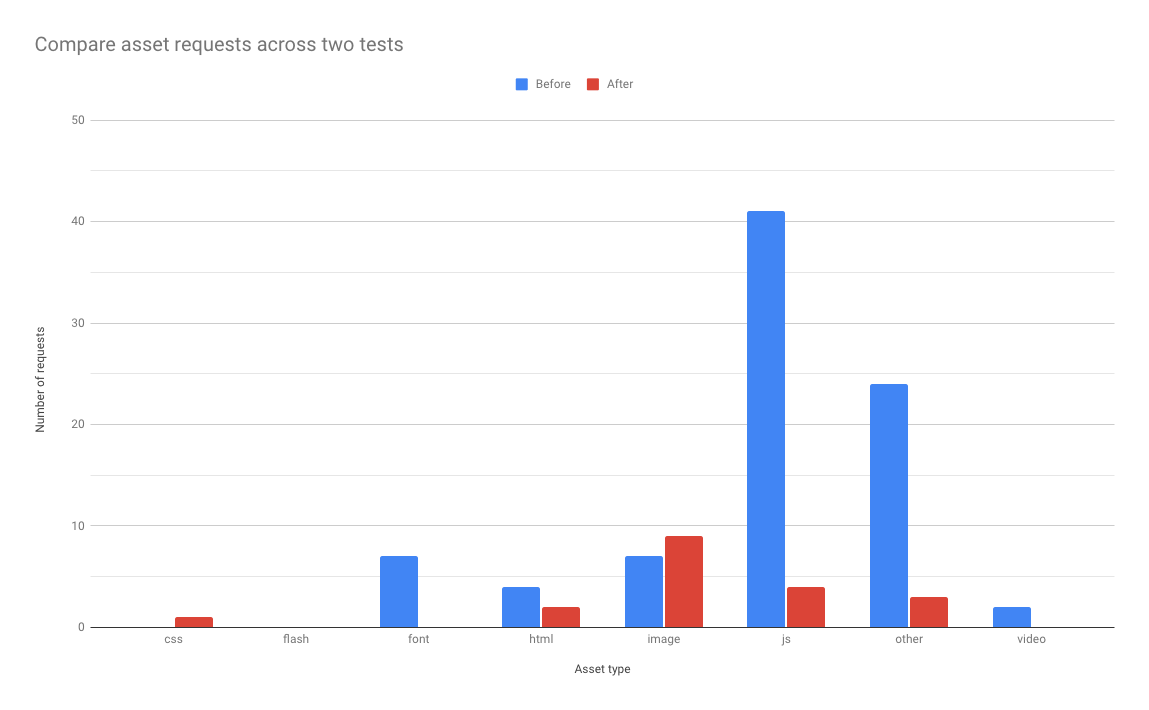 Compare asset requests across two tests
Before After
50
40
30
20
10
0
Number of requests
css flash font html image js other video
Asset type